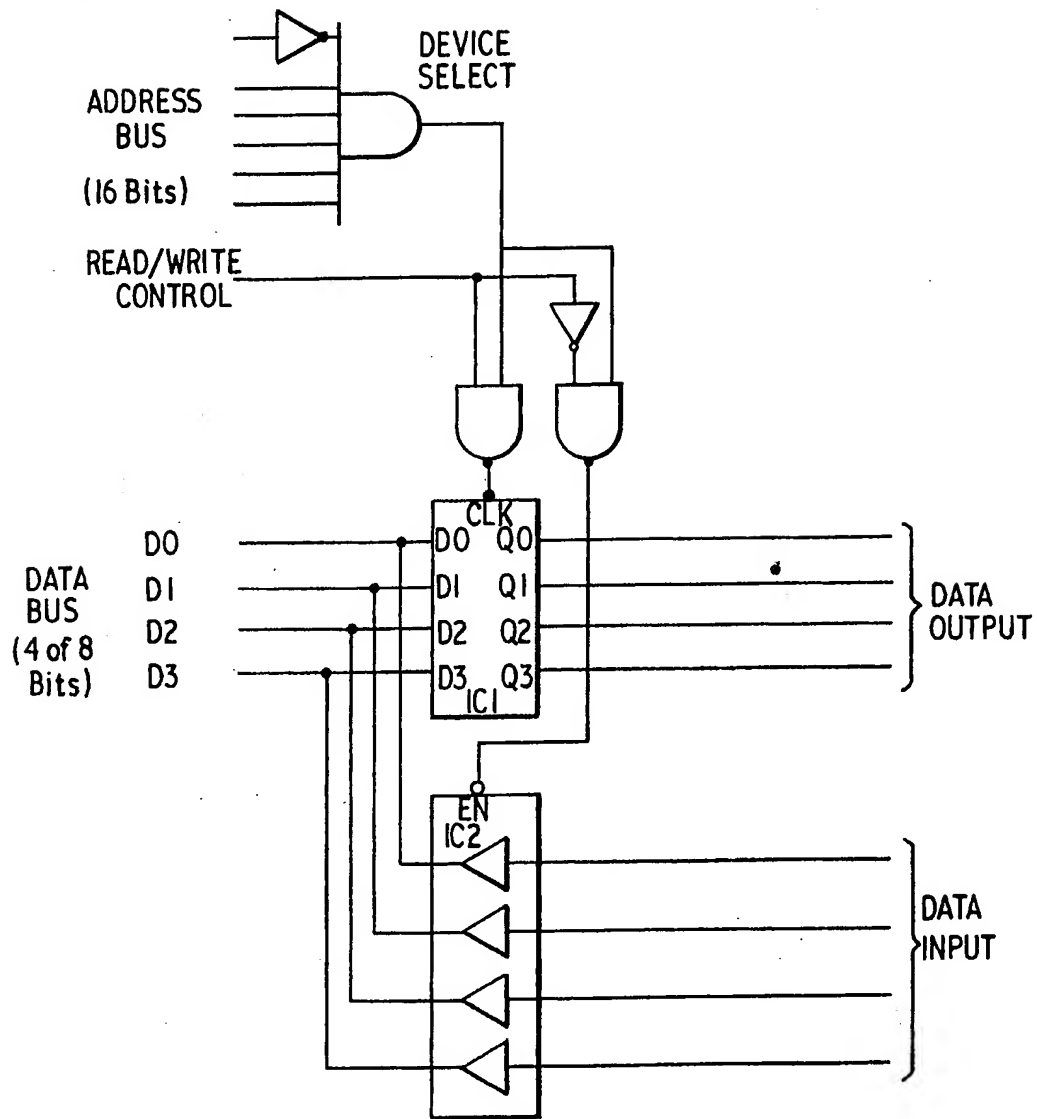 DEVICE
SELECT
ADDRESS
BUS
(16 Bits)
READ/WRITE
CONTROL
CLK
D0
D1
D2
D3
DATA
BUS
(4 of 8
Bits)
D0 Q0
D1 Q1
D2 Q2
D3 Q3
IC1
DATA
OUTPUT
EN
IC2
DATA
INPUT